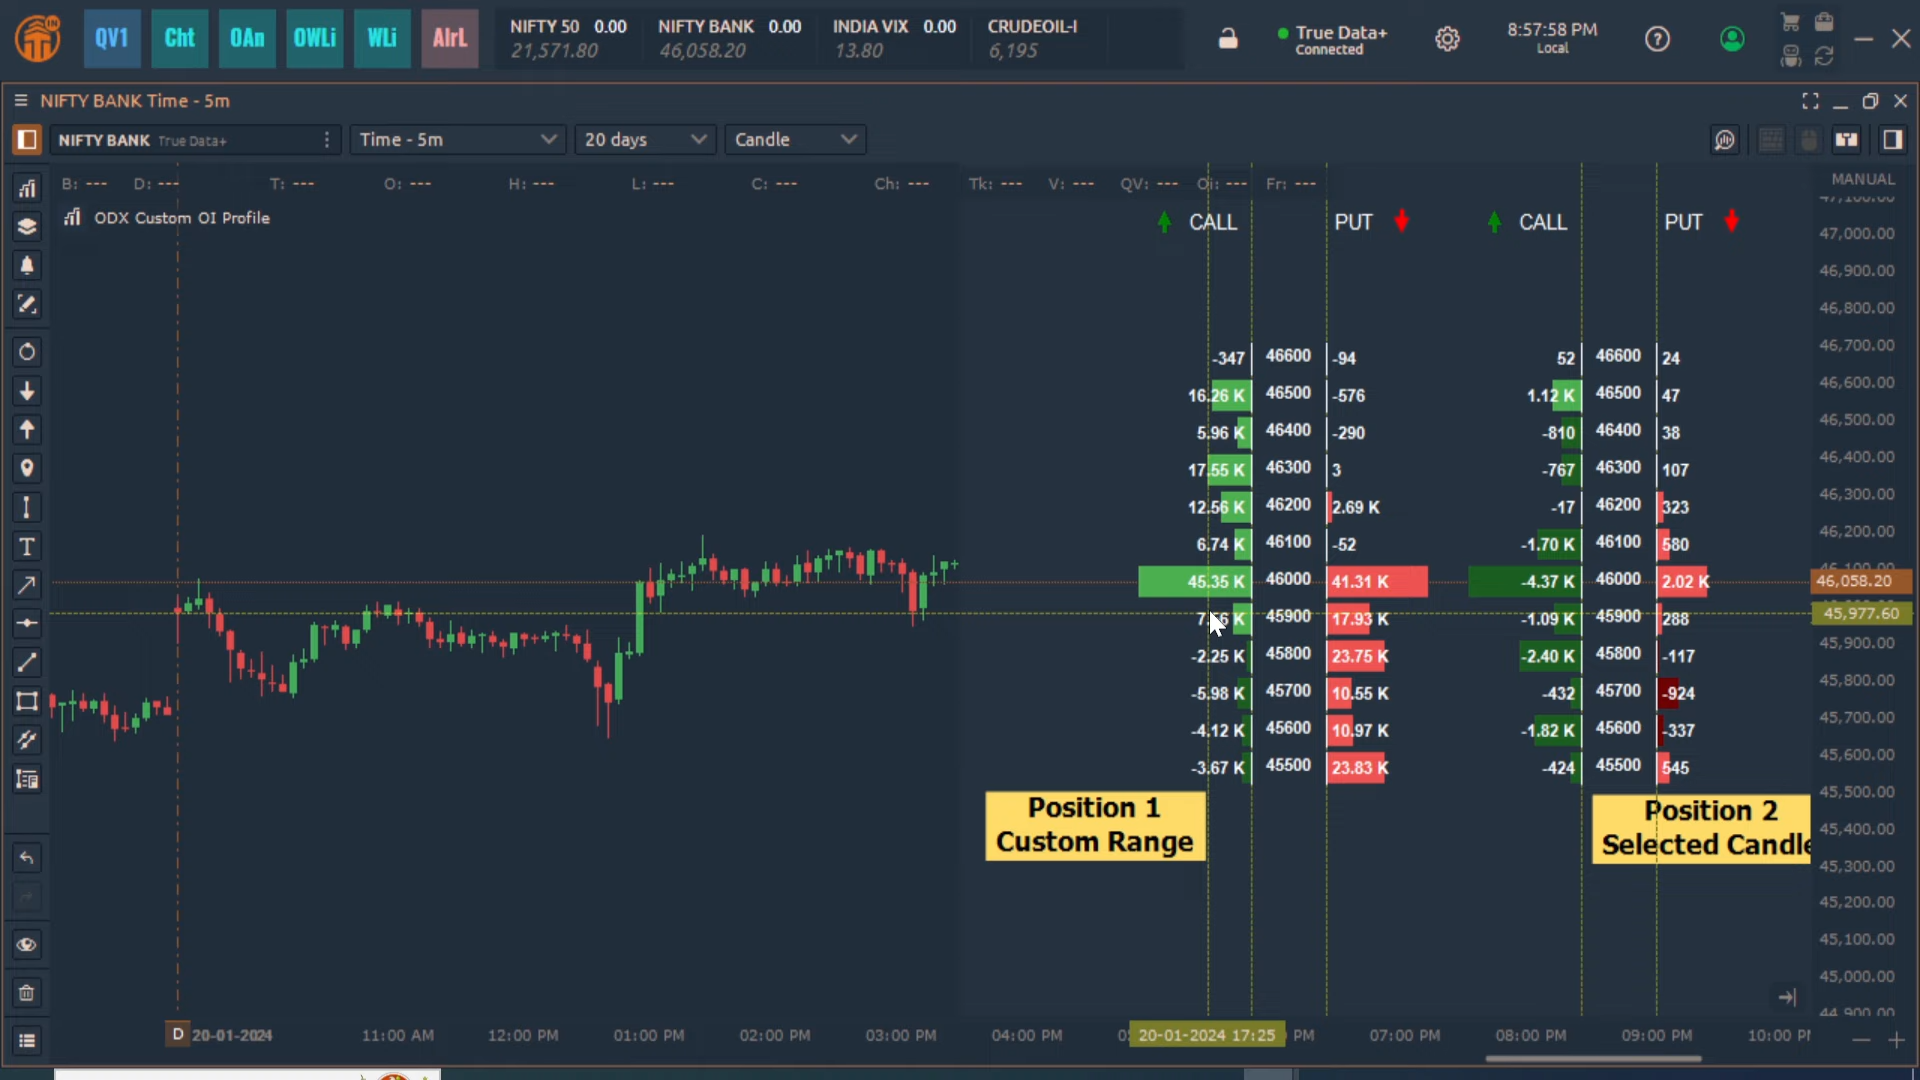 QV1 Cht OAn OWLi WLi AlrL
NIFTY 50 0.00 NIFTY BANK 0.00 INDIA VIX 0.00 CRUDEOIL-I
21,571.80 46,058.20 13.80 6,195
True Data+
Connected
8:57:58 PM
Local
NIFTY BANK Time - 5m
NIFTY BANK True Data+ Time - 5m 20 days Candle
B: --- D: --- T: --- O: --- H: --- L: --- C: --- Ch: --- Tk: --- V: --- QV: --- Oi: --- Fr: --- MANUAL
ODX Custom OI Profile CALL PUT CALL PUT
47,000.00
46,900.00
46,800.00
46,700.00
-347 46600 -94 52 46600 24
46,600.00
16.26 K 46500 -576 1.12 K 46500 47
46,500.00
5.96 K 46400 -290 -810 46400 38
46,400.00
17.55 K 46300 3 -767 46300 107
46,300.00
12.56 K 46200 2.69 K -17 46200 323
46,200.00
6.74 K 46100 -52 -1.70 K 46100 580
45.35 K 46000 41.31 K -4.37 K 46000 2.02 K 46,058.20
45,977.60
45900 17.93 K -1.09 K 45900 288
45,900.00
-2.25 K 45800 23.75 K -2.40 K 45800 -117
45,800.00
-5.98 K 45700 10.55 K -432 45700 -924
45,700.00
-4.12 K 45600 10.97 K -1.82 K 45600 -337
45,600.00
-3.67 K 45500 23.83 K -424 45500 545
45,500.00
Position 1
Custom Range
Position 2
Selected Candle
45,400.00
45,300.00
45,200.00
45,100.00
45,000.00
44,900.00
D 20-01-2024 11:00 AM 12:00 PM 01:00 PM 02:00 PM 03:00 PM 04:00 PM 20-01-2024 17:25 PM 07:00 PM 08:00 PM 09:00 PM 10:00 PM